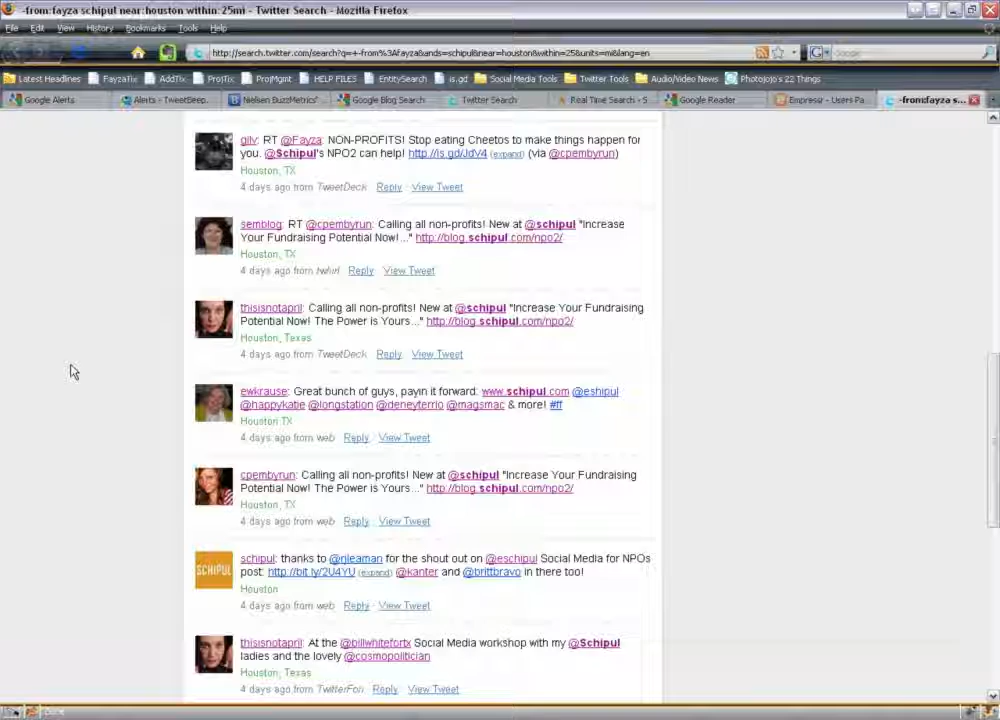 -from:fayza schipul near:houston within:25mi - Twitter Search - Mozilla Firefox
File Edit View History Bookmarks Tools Help
http://search.twitter.com/search?q=+-from%3Afayza&ands=schipul&near=houston&within=25&units=mi&lang=en
Google
Latest Headlines FayzaTix AddTix ProjTix ProjMgmt HELP FILES EntitySearch is.gd Social Media Tools Twitter Tools Audio/Video News Photojojo's 22 Things
Google Alerts Alerts - TweetBeep. Nielsen BuzzMetrics' Google Blog Search Twitter Search Real Time Search - S Google Reader Empressr - Users Pa -from:fayza s...
gilv: RT @Fayza: NON-PROFITS! Stop eating Cheetos to make things happen for
you. @Schipul's NPO2 can help! http://is.gd/JdV4 (expand) (via @cpembyrun)
Houston, TX
4 days ago from TweetDeck Reply View Tweet
semblog: RT @cpembyrun: Calling all non-profits! New at @schipul "Increase
Your Fundraising Potential Now!..." http://blog.schipul.com/npo2/
Houston, TX
4 days ago from twhirl Reply View Tweet
thisisnotapril: Calling all non-profits! New at @schipul "Increase Your Fundraising
Potential Now! The Power is Yours..." http://blog.schipul.com/npo2/
Houston, Texas
4 days ago from TweetDeck Reply View Tweet
ewkrause: Great bunch of guys, payin it forward: www.schipul.com @eshipul
@happykatie @longstation @deneyterrio @magsmac & more! #ff
Houston TX
4 days ago from web Reply View Tweet
cpembyrun: Calling all non-profits! New at @schipul "Increase Your Fundraising
Potential Now! The Power is Yours..." http://blog.schipul.com/npo2/
Houston, TX
4 days ago from web Reply View Tweet
SCHIPUL
schipul: thanks to @njleaman for the shout out on @eschipul Social Media for NPOs
post: http://bit.ly/2U4YU (expand) @kanter and @brittbravo in there too!
Houston
4 days ago from web Reply View Tweet
thisisnotapril: At the @billwhitefortx Social Media workshop with my @Schipul
ladies and the lovely @cosmopolitician
Houston, Texas
4 days ago from TwitterFon Reply View Tweet
Done